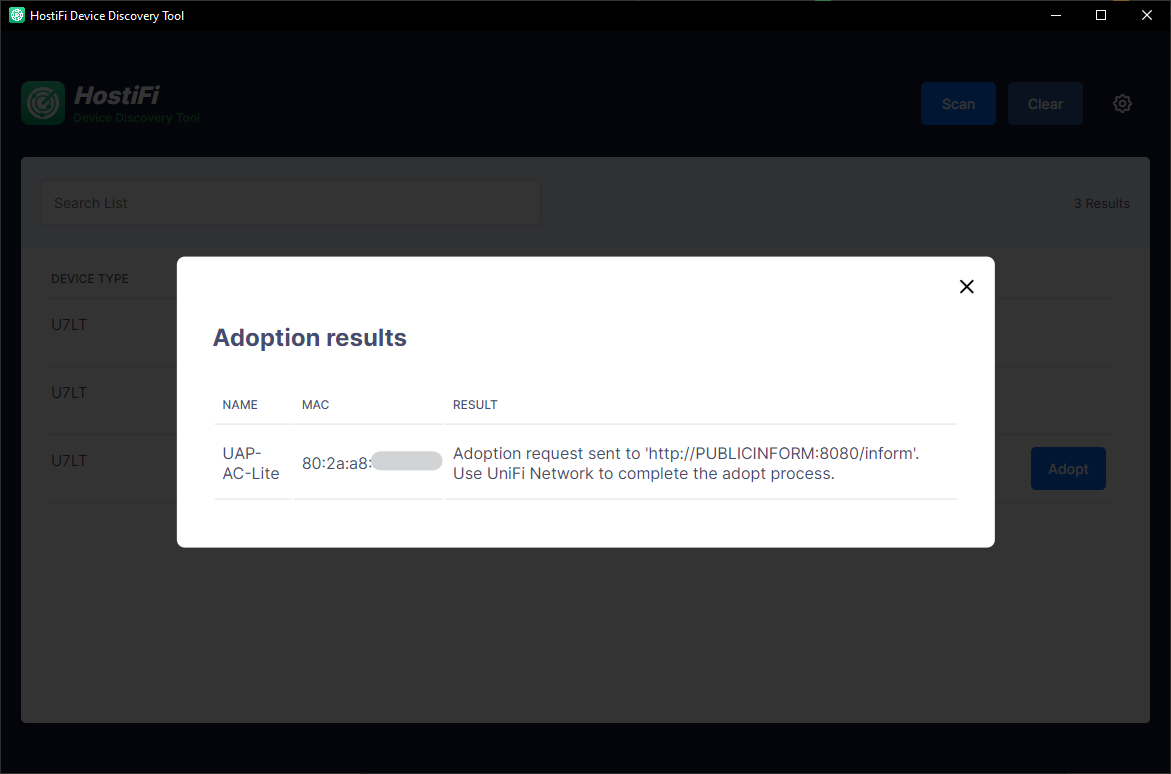 HostiFi Device Discovery Tool
HostiFi
Device Discovery Tool
Scan
Clear
Search List
3 Results
DEVICE TYPE
U7LT
U7LT
U7LT
Adopt
Adoption results
NAME MAC RESULT
UAP-
AC-Lite
80:2a:a8:
Adoption request sent to 'http://PUBLICINFORM:8080/inform'.
Use UniFi Network to complete the adopt process.